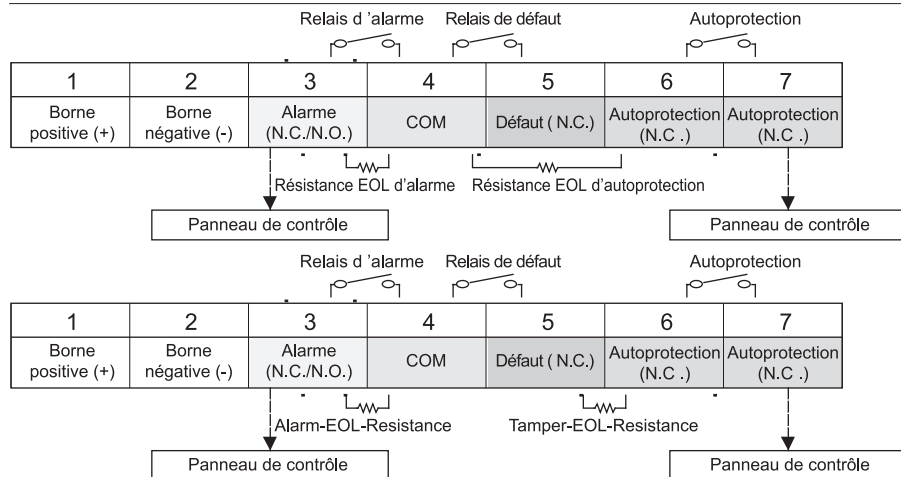 Relais d 'alarme Relais de défaut Autoprotection
1 2 3 4 5 6 7
Borne positive (+) Borne négative (-) Alarme (N.C./N.O.) COM Défaut ( N.C.) Autoprotection (N.C .) Autoprotection (N.C .)
Résistance EOL d'alarme Résistance EOL d'autoprotection
Panneau de contrôle Panneau de contrôle
Relais d 'alarme Relais de défaut Autoprotection
1 2 3 4 5 6 7
Borne positive (+) Borne négative (-) Alarme (N.C./N.O.) COM Défaut ( N.C.) Autoprotection (N.C .) Autoprotection (N.C .)
Alarm-EOL-Resistance Tamper-EOL-Resistance
Panneau de contrôle Panneau de contrôle